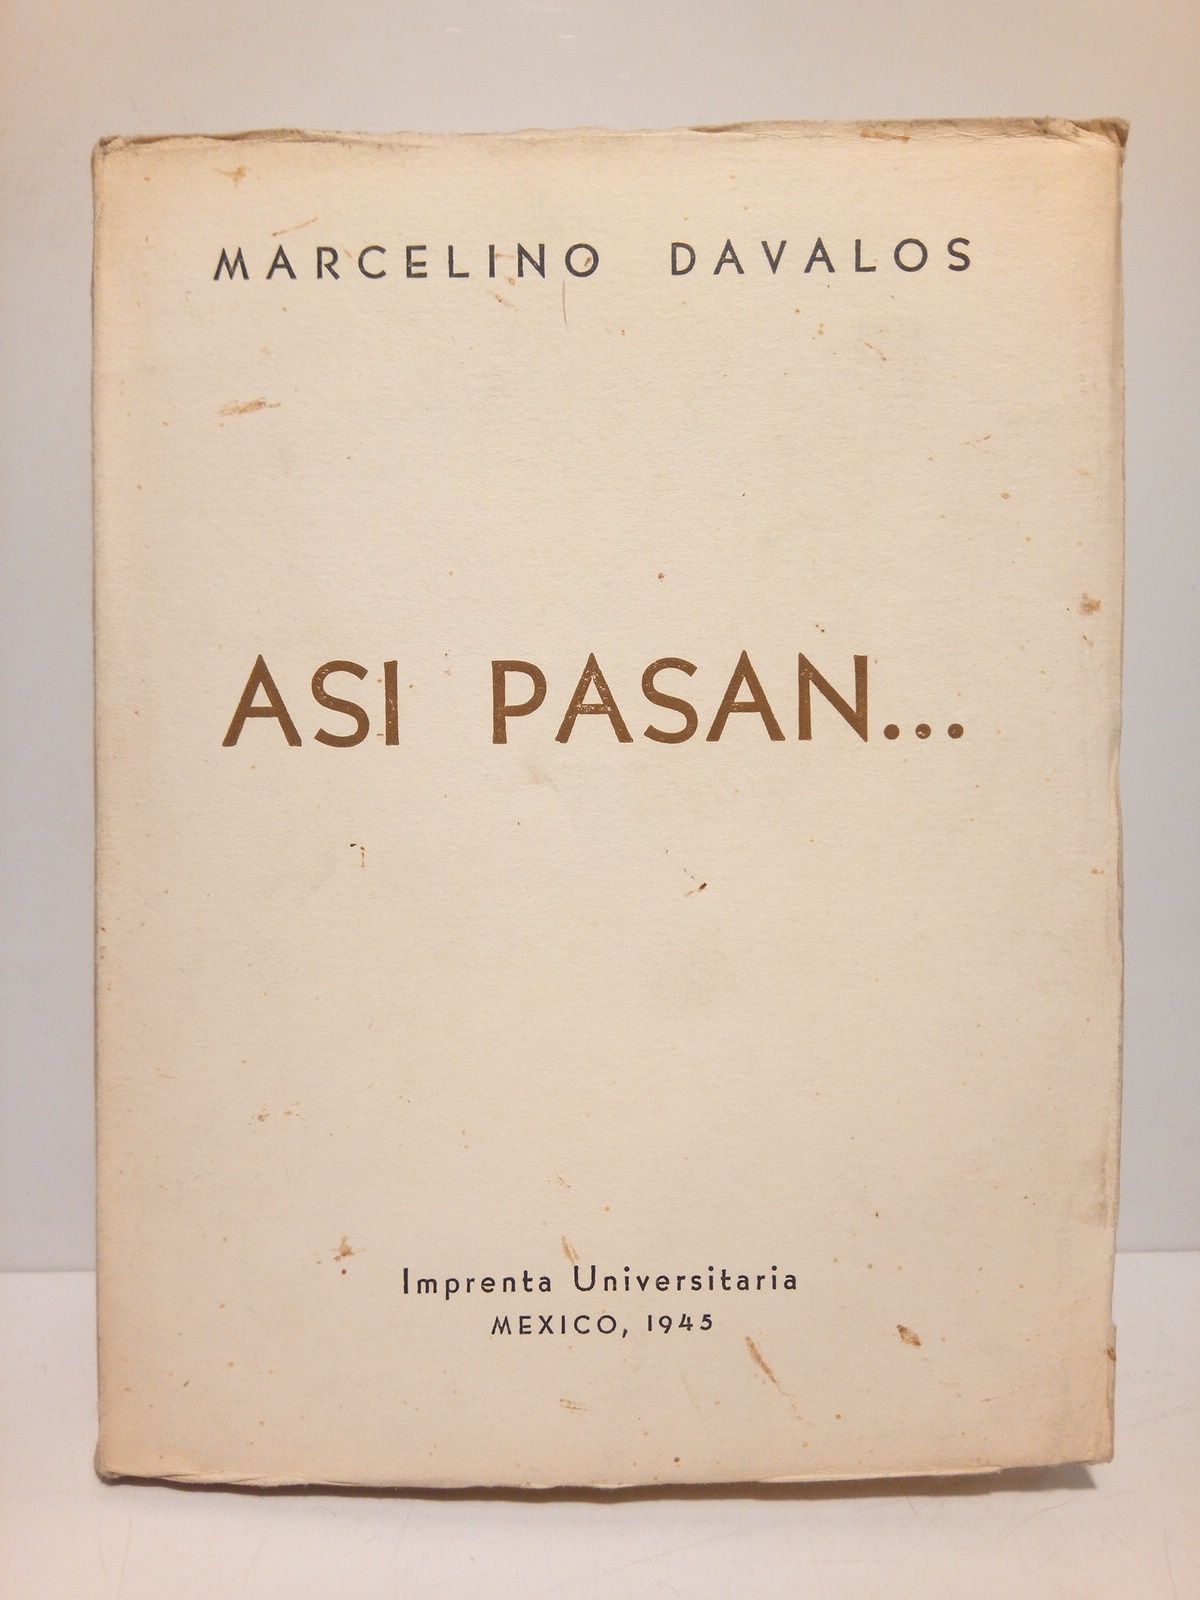 MARCELINO DAVALOS
ASI PASAN...
Imprenta Universitaria
MEXICO, 1945